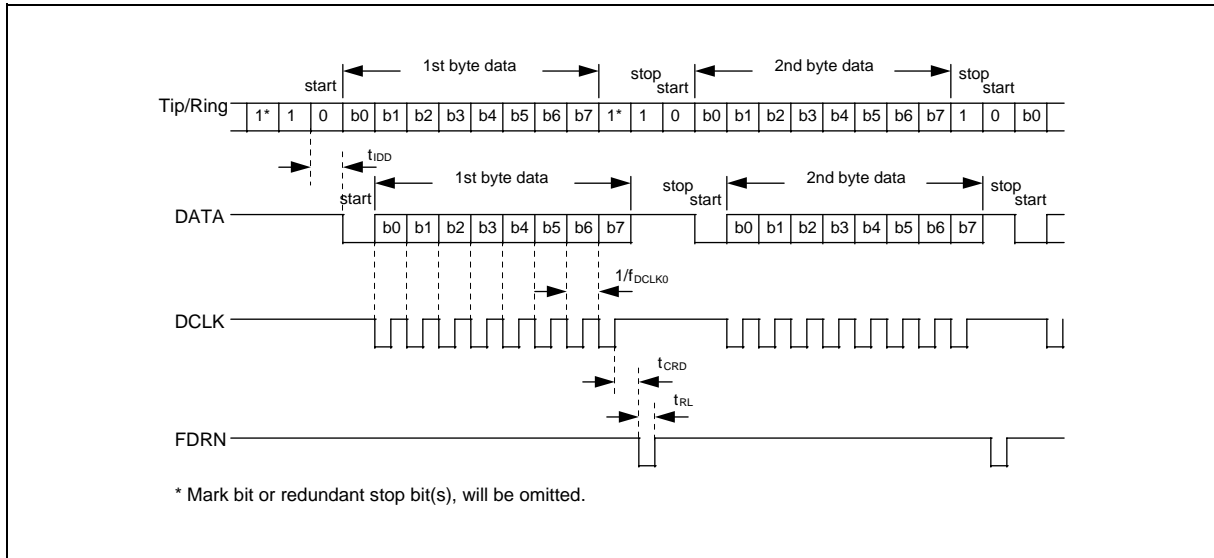 1st byte data
2nd byte data
start
stop
start
stop
start
Tip/Ring
1* 1 0 b0 b1 b2 b3 b4 b5 b6 b7 1* 1 0 b0 b1 b2 b3 b4 b5 b6 b7 1 0 b0
tIDD
1st byte data
2nd byte data
start
stop
start
stop
start
DATA
b0 b1 b2 b3 b4 b5 b6 b7 b0 b1 b2 b3 b4 b5 b6 b7
1/fDCLK0
DCLK
tCRD
tRL
FDRN
* Mark bit or redundant stop bit(s), will be omitted.